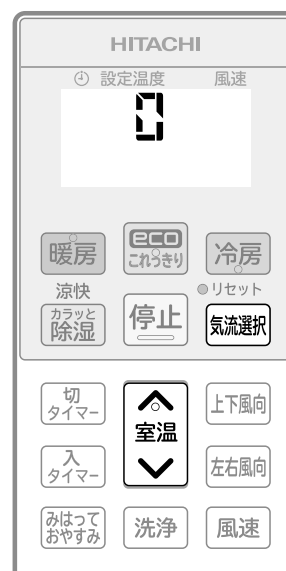 HITACHI
設定温度 風速
0
暖房
eco
これっきり
冷房
涼快
カラッと
除湿
停止
リセット
気流選択
切
タイマー
室温
上下風向
入
タイマー
左右風向
みはって
おやすみ
洗浄
風速